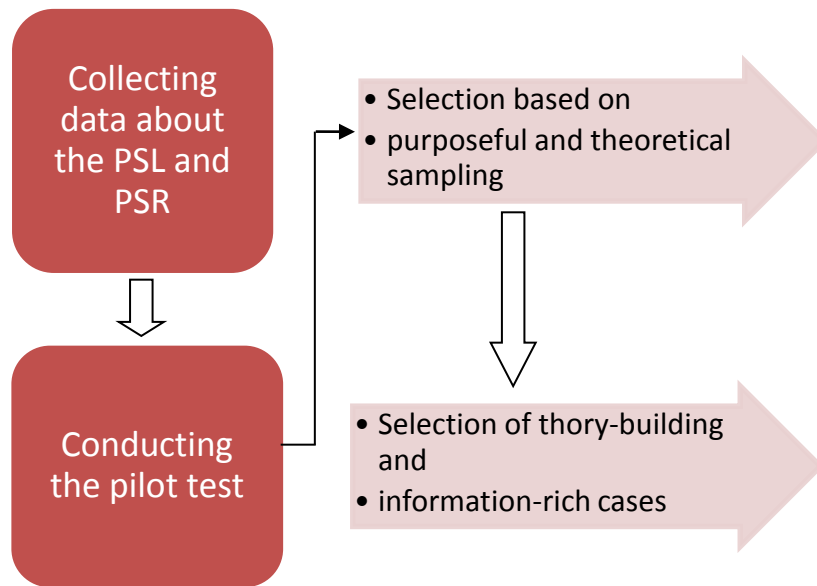 Collecting
data about
the PSL and
PSR
Conducting
the pilot test
• Selection based on
• purposeful and theoretical
sampling
• Selection of thory-building
and
• information-rich cases